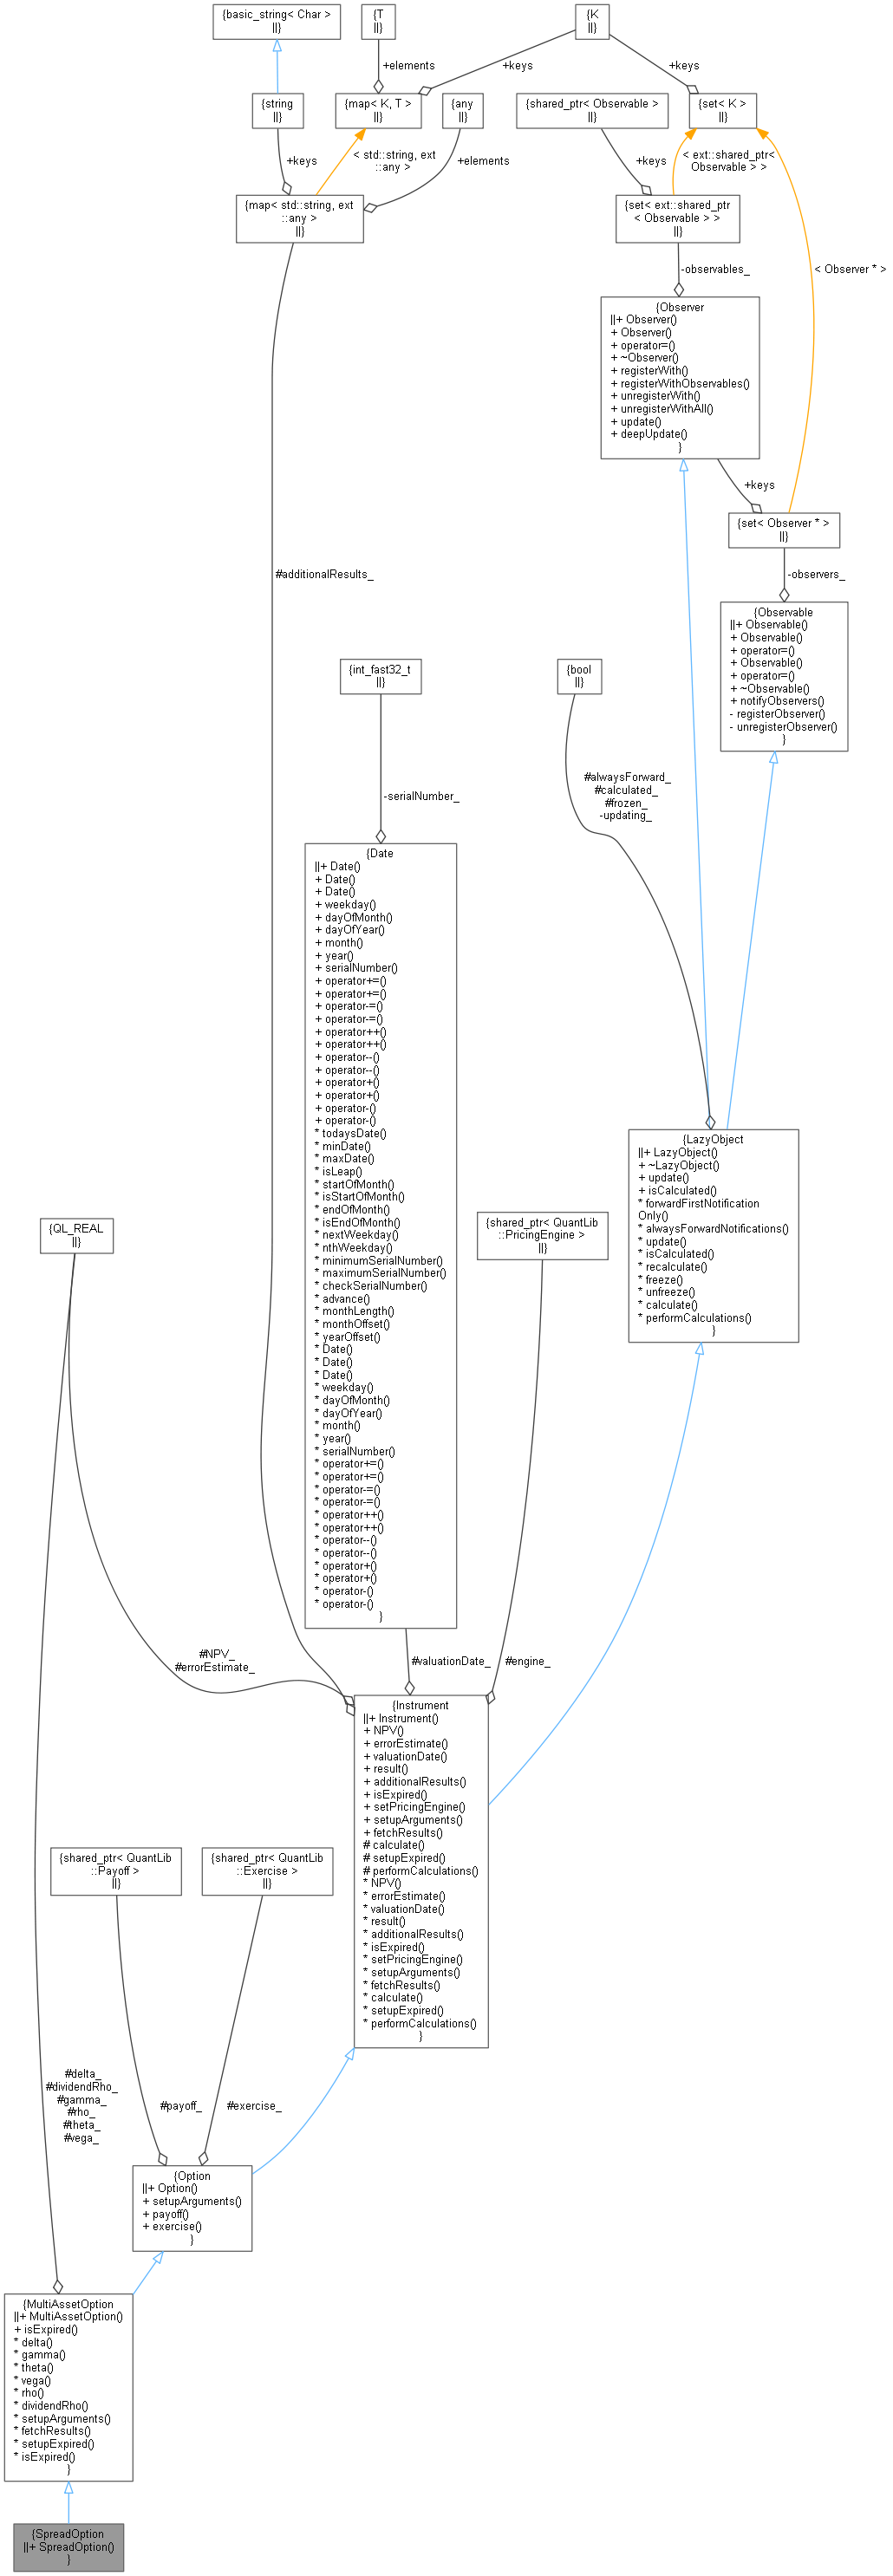 {basic_string< Char >
||}
{T
||}
{K
||}
+elements
+keys
+keys
{string
||}
{map< K, T >
||}
{any
||}
{shared_ptr< Observable >
||}
{set< K >
||}
+keys
< std::string, ext
::any >
+elements
+keys
< ext::shared_ptr<
Observable > >
{map< std::string, ext
::any >
||}
{set< ext::shared_ptr
< Observable > >
||}
-observables_
< Observer * >
{Observer
||+ Observer()
+ Observer()
+ operator=()
+ ~Observer()
+ registerWith()
+ registerWithObservables()
+ unregisterWith()
+ unregisterWithAll()
+ update()
+ deepUpdate()
}
+keys
{set< Observer * >
||}
#additionalResults_
-observers_
{Observable
||+ Observable()
+ Observable()
+ operator=()
+ Observable()
+ operator=()
+ ~Observable()
+ notifyObservers()
- registerObserver()
- unregisterObserver()
}
{int_fast32_t
||}
{bool
||}
-serialNumber_
#alwaysForward_
#calculated_
#frozen_
-updating_
{Date
||+ Date()
+ Date()
+ Date()
+ weekday()
+ dayOfMonth()
+ dayOfYear()
+ month()
+ year()
+ serialNumber()
+ operator+=()
+ operator+=()
+ operator-=()
+ operator-=()
+ operator++()
+ operator++()
+ operator--()
+ operator--()
+ operator+()
+ operator+()
+ operator-()
+ operator-()
* todaysDate()
* minDate()
* maxDate()
* isLeap()
* startOfMonth()
* isStartOfMonth()
* endOfMonth()
* isEndOfMonth()
* nextWeekday()
* nthWeekday()
* minimumSerialNumber()
* maximumSerialNumber()
* checkSerialNumber()
* advance()
* monthLength()
* monthOffset()
* yearOffset()
* Date()
* Date()
* Date()
* weekday()
* dayOfMonth()
* dayOfYear()
* month()
* year()
* serialNumber()
* operator+=()
* operator+=()
* operator-=()
* operator-=()
* operator++()
* operator++()
* operator--()
* operator--()
* operator+()
* operator+()
* operator-()
* operator-()
}
{LazyObject
||+ LazyObject()
+ ~LazyObject()
+ update()
+ isCalculated()
* forwardFirstNotification
Only()
* alwaysForwardNotifications()
* update()
* isCalculated()
* recalculate()
* freeze()
* unfreeze()
* calculate()
* performCalculations()
}
{QL_REAL
||}
{shared_ptr< QuantLib
::PricingEngine >
||}
#NPV_
#errorEstimate_
#valuationDate_
#engine_
{Instrument
||+ Instrument()
+ NPV()
+ errorEstimate()
+ valuationDate()
+ result()
+ additionalResults()
+ isExpired()
+ setPricingEngine()
+ setupArguments()
+ fetchResults()
# calculate()
# setupExpired()
# performCalculations()
* NPV()
* errorEstimate()
* valuationDate()
* result()
* additionalResults()
* isExpired()
* setPricingEngine()
* setupArguments()
* fetchResults()
* calculate()
* setupExpired()
* performCalculations()
}
{shared_ptr< QuantLib
::Payoff >
||}
{shared_ptr< QuantLib
::Exercise >
||}
#delta_
#dividendRho_
#gamma_
#rho_
#theta_
#vega_
#payoff_
#exercise_
{Option
||+ Option()
+ setupArguments()
+ payoff()
+ exercise()
}
{MultiAssetOption
||+ MultiAssetOption()
+ isExpired()
* delta()
* gamma()
* theta()
* vega()
* rho()
* dividendRho()
* setupArguments()
* fetchResults()
* setupExpired()
* isExpired()
}
{SpreadOption
||+ SpreadOption()
}